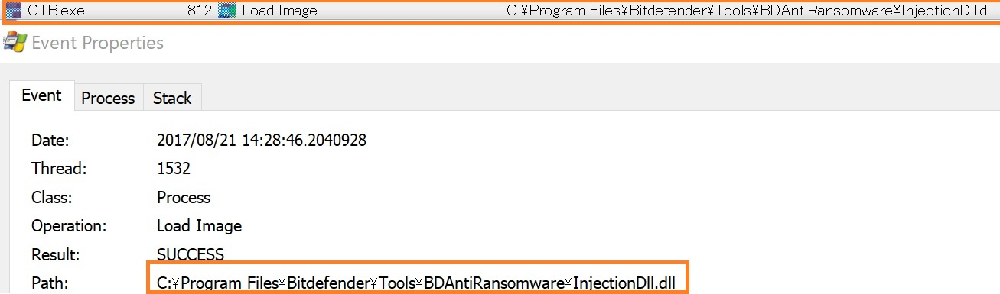 CTB.exe 812 Load Image C:¥Program Files¥Bitdefender¥Tools¥BDAntiRansomware¥InjectionDll.dll
Event Properties
Event Process Stack
Date: 2017/08/21 14:28:46.2040928
Thread: 1532
Class: Process
Operation: Load Image
Result: SUCCESS
Path: C:¥Program Files¥Bitdefender¥Tools¥BDAntiRansomware¥InjectionDll.dll